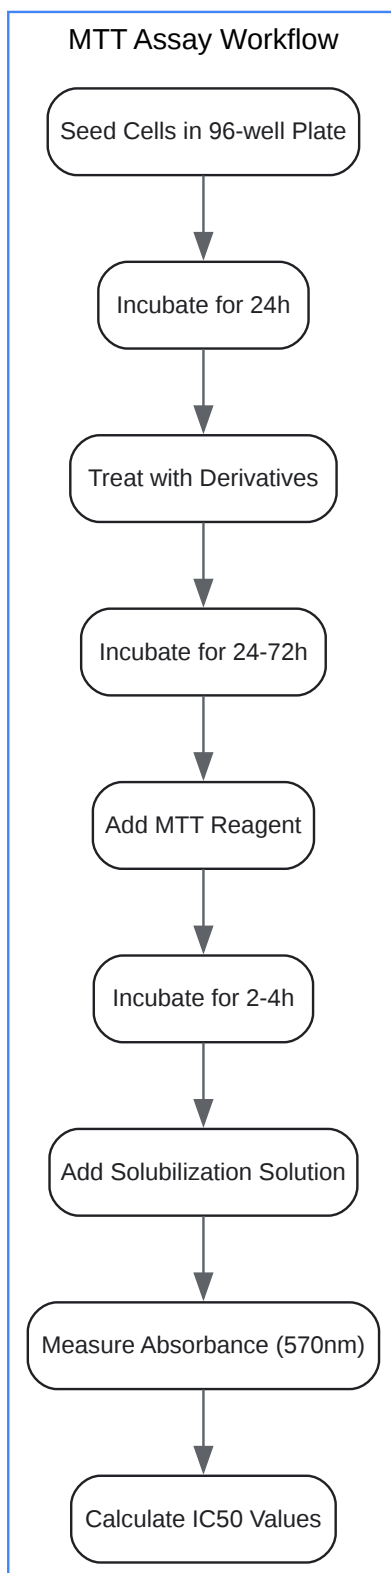 MTT Assay Workflow
Seed Cells in 96-well Plate
Incubate for 24h
Treat with Derivatives
Incubate for 24-72h
Add MTT Reagent
Incubate for 2-4h
Add Solubilization Solution
Measure Absorbance (570nm)
Calculate IC50 Values